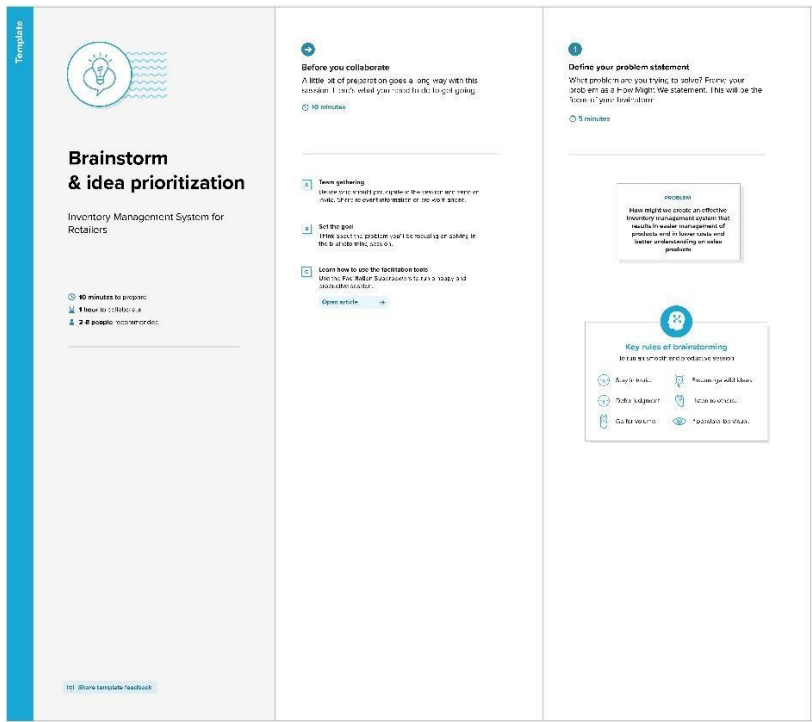 Template
Brainstorm
& idea prioritization
Inventory Management System for
Retailers
10 minutes to prepare
1 hour to collaborate
2-8 people recommended
Share template feedback
Before you collaborate
A little bit of preparation goes a long way with this
session. Here's what you need to do to get going.
10 minutes
A
Team gathering
Define who should participate in the session and send an
invite. Share relevant information or pre-work ahead.
B
Set the goal
Think about the problem you'll be focusing on solving in
the brainstorming session.
C
Learn how to use the facilitation tools
Use the Facilitation Superpowers to run a happy and
productive session.
Open article
1
Define your problem statement
What problem are you trying to solve? Frame your
problem as a How Might We statement. This will be the
focus of your brainstorm.
5 minutes
PROBLEM
How might we create an effective
inventory management system that
results in easier management of
products and in lower costs and
better understanding on sales
products
Key rules of brainstorming
To run an smooth and productive session
Stay in topic.
Encourage wild ideas.
Defer judgment.
Listen to others.
Go for volume.
If possible, be visual.